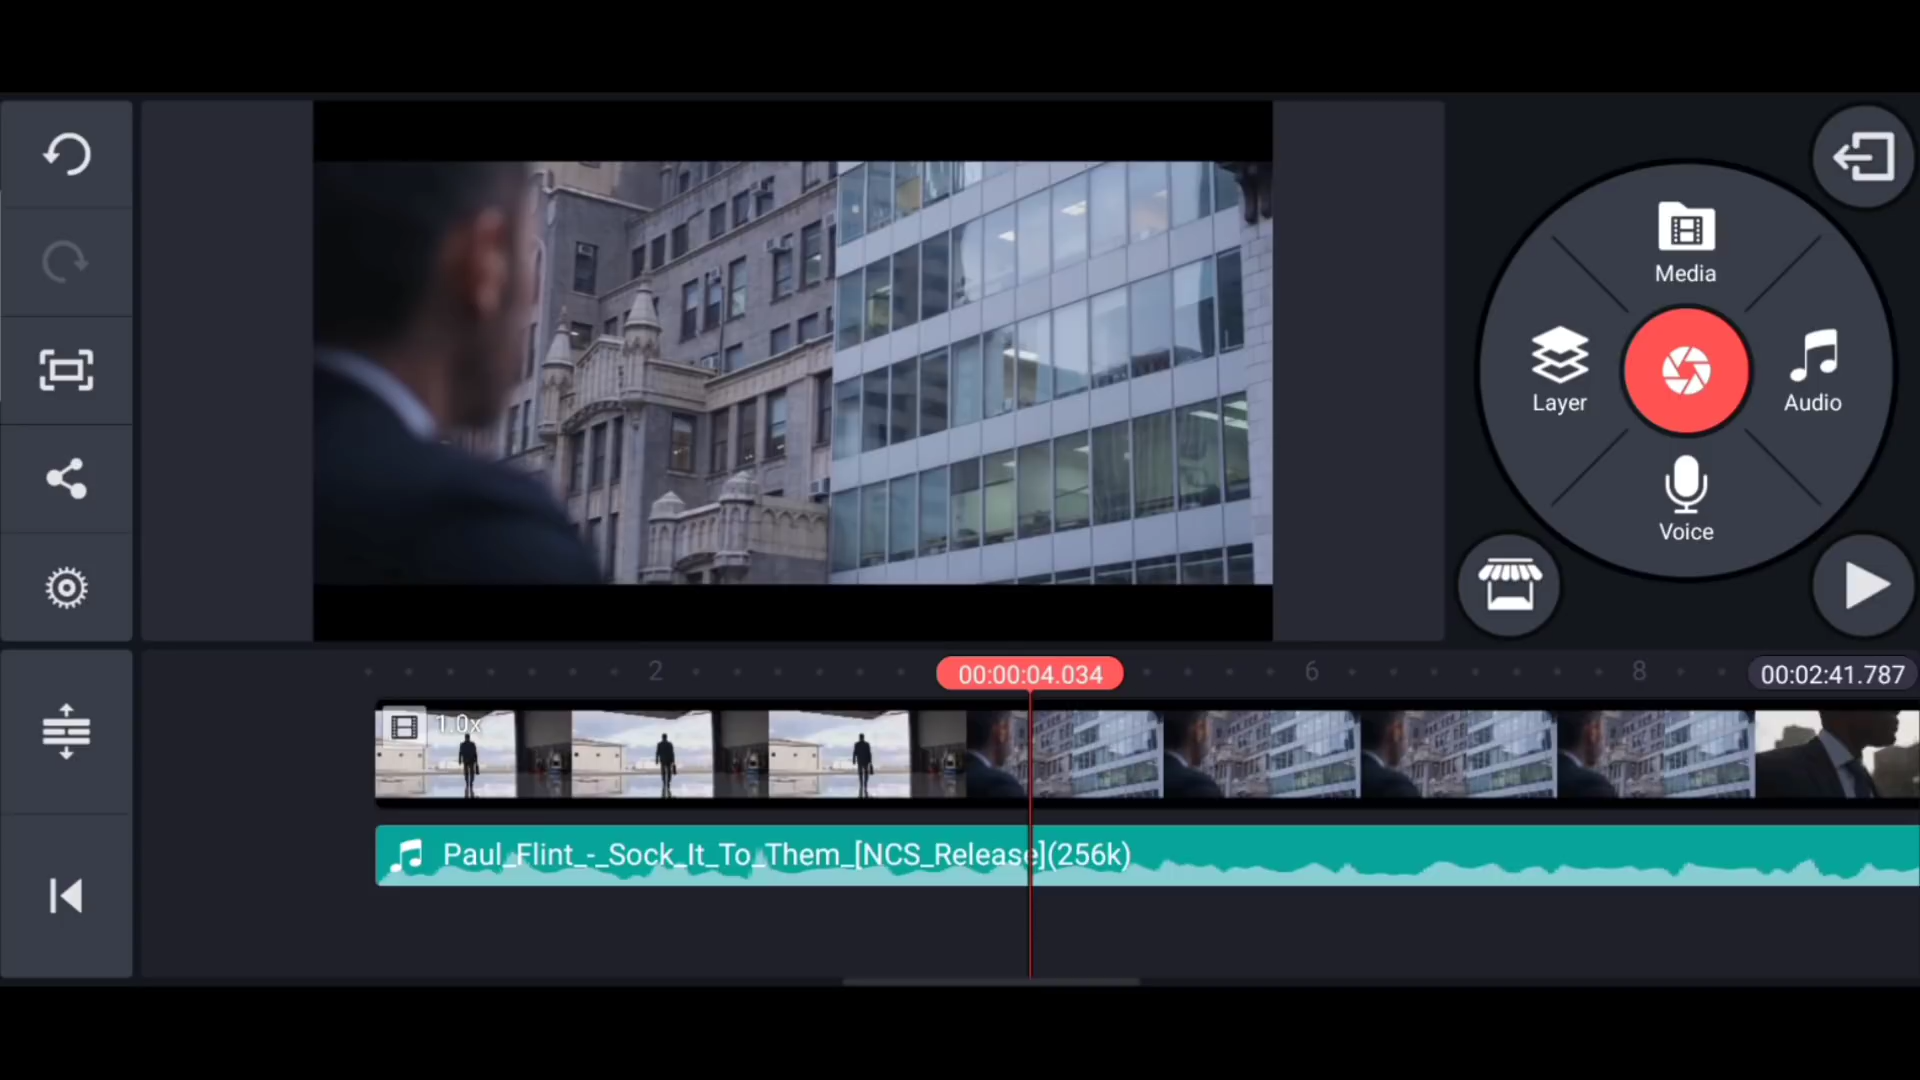 Media
Layer
Audio
Voice
2
00:00:04.034
6
8
00:02:41.787
1.0x
Paul_Flint_-_Sock_It_To_Them_[NCS_Release](256k)